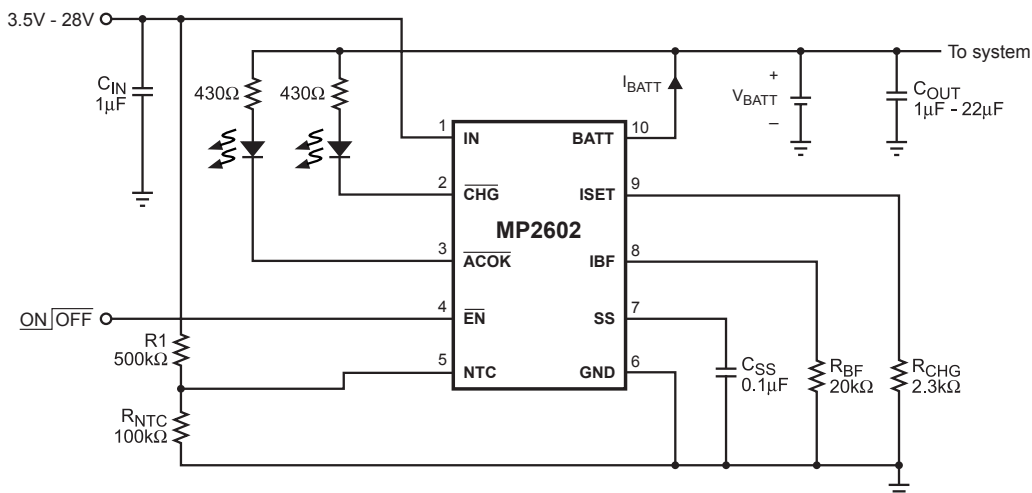 3.5V - 28V
To system
CIN
1μF
430Ω
430Ω
IBATT
+
VBATT
–
COUT
1μF - 22μF
1
IN
BATT
10
2
CHG
ISET
9
MP2602
3
ACOK
IBF
8
ON OFF
4
EN
SS
7
R1
500kΩ
5
NTC
GND
6
CSS
0.1μF
RBF
20kΩ
RCHG
2.3kΩ
RNTC
100kΩ